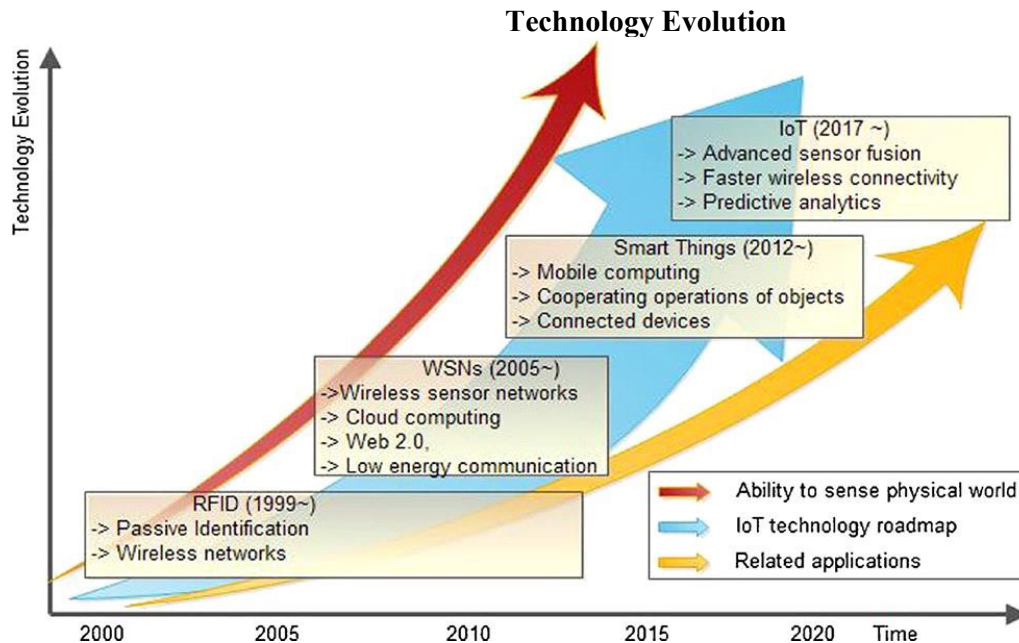 Technology Evolution
Technology Evolution
IoT (2017 ~)
-> Advanced sensor fusion
-> Faster wireless connectivity
-> Predictive analytics
Smart Things (2012~)
-> Mobile computing
-> Cooperating operations of objects
-> Connected devices
WSNs (2005~)
->Wireless sensor networks
-> Cloud computing
-> Web 2.0,
-> Low energy communication
RFID (1999~)
-> Passive Identification
-> Wireless networks
Ability to sense physical world
IoT technology roadmap
Related applications
2000 2005 2010 2015 2020 Time